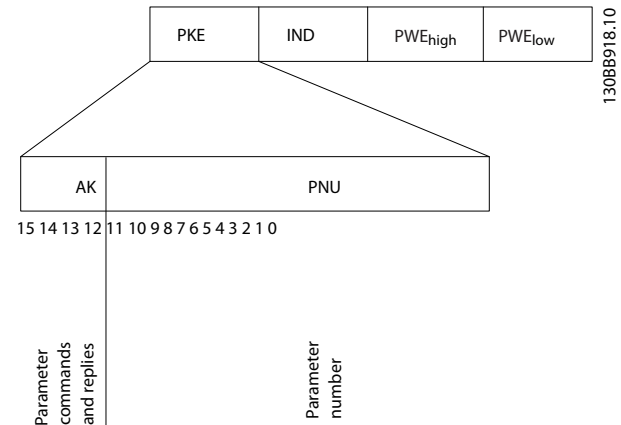 PKE IND PWEhigh PWElow
130BB918.10
AK PNU
15 14 13 12 11 10 9 8 7 6 5 4 3 2 1 0
Parameter
commands
and replies
Parameter
number